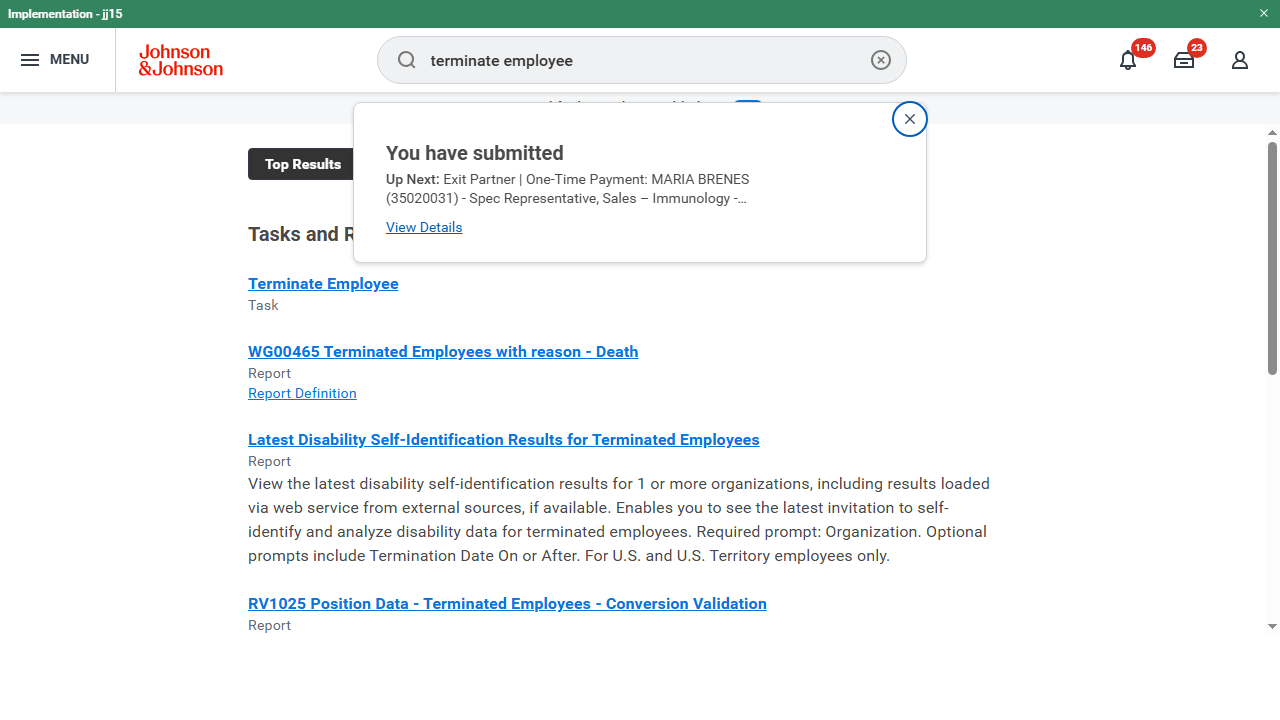 Implementation - jj15
MENU
Johnson
&Johnson
terminate employee
146
23
You have submitted
Up Next: Exit Partner | One-Time Payment: MARIA BRENES
(35020031) - Spec Representative, Sales – Immunology -...
View Details
Top Results
Tasks and R
Terminate Employee
Task
WG00465 Terminated Employees with reason - Death
Report
Report Definition
Latest Disability Self-Identification Results for Terminated Employees
Report
View the latest disability self-identification results for 1 or more organizations, including results loaded
via web service from external sources, if available. Enables you to see the latest invitation to self-
identify and analyze disability data for terminated employees. Required prompt: Organization. Optional
prompts include Termination Date On or After. For U.S. and U.S. Territory employees only.
RV1025 Position Data - Terminated Employees - Conversion Validation
Report